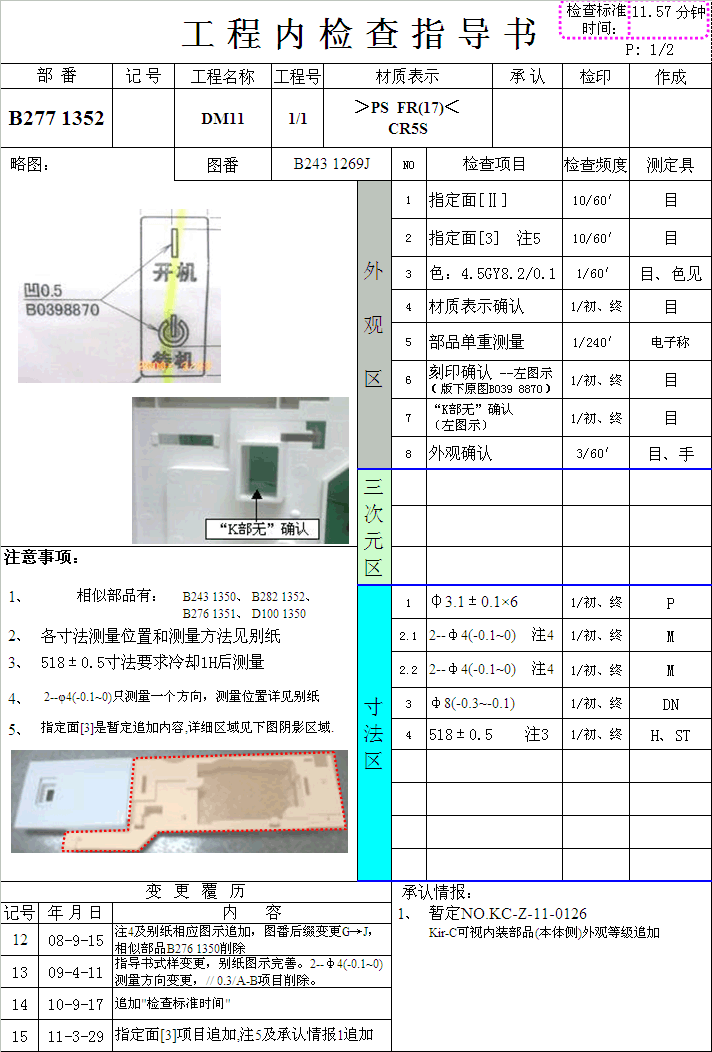 工程内检查指导书
检查标准时间： 11.57 分钟
P: 1/2
部 番 记 号 工程名称 工程号 材质表示 承 认 检印 作成
B277 1352 DM11 1/1 ＞PS FR(17)＜
CR5S
略图： 图番 B243 1269J NO 检查项目 检查频度 测定具
外观区
1 指定面[Ⅱ] 10/60′ 目
2 指定面[3] 注5 10/60′ 目
3 色：4.5GY8.2/0.1 1/60′ 目、色见
4 材质表示确认 1/初、终 目
5 部品单重测量 1/240′ 电子称
6 刻印确认 --左图示
（版下原图B039 8870） 1/初、终 目
7 “K部无”确认
（左图示） 1/初、终 目
8 外观确认 3/60′ 目、手
开机
凹0.5
B0398870
待机
“K部无”确认
三次元区
寸法区
1 φ3.1±0.1×6 1/初、终 P
2.1 2--φ4(-0.1~0) 注4 1/初、终 M
2.2 2--φ4(-0.1~0) 注4 1/初、终 M
3 φ8(-0.3~-0.1) 1/初、终 DN
4 518±0.5 注3 1/初、终 H、ST
注意事项：
1、 相似部品有： B243 1350、 B282 1352、
B276 1351、 D100 1350
2、 各寸法测量位置和测量方法见别纸
3、 518±0.5寸法要求冷却1H后测量
4、 2--φ4(-0.1~0)只测量一个方向，测量位置详见别纸
5、 指定面[3]是暂定追加内容,详细区域见下图阴影区域.
变 更 覆 历
记号 年 月 日 内 容
12 08-9-15 注4及别纸相应图示追加，图番后缀变更G→J，
相似部品B276 1350削除
13 09-4-11 指导书式样变更，别纸图示完善。2--φ4(-0.1~0)
测量方向变更，// 0.3/A-B项目削除。
14 10-9-17 追加"检查标准时间"
15 11-3-29 指定面[3]项目追加,注5及承认情报1追加
承认情报：
1、 暂定NO.KC-Z-11-0126
Kir-C可视内装部品(本体侧)外观等级追加